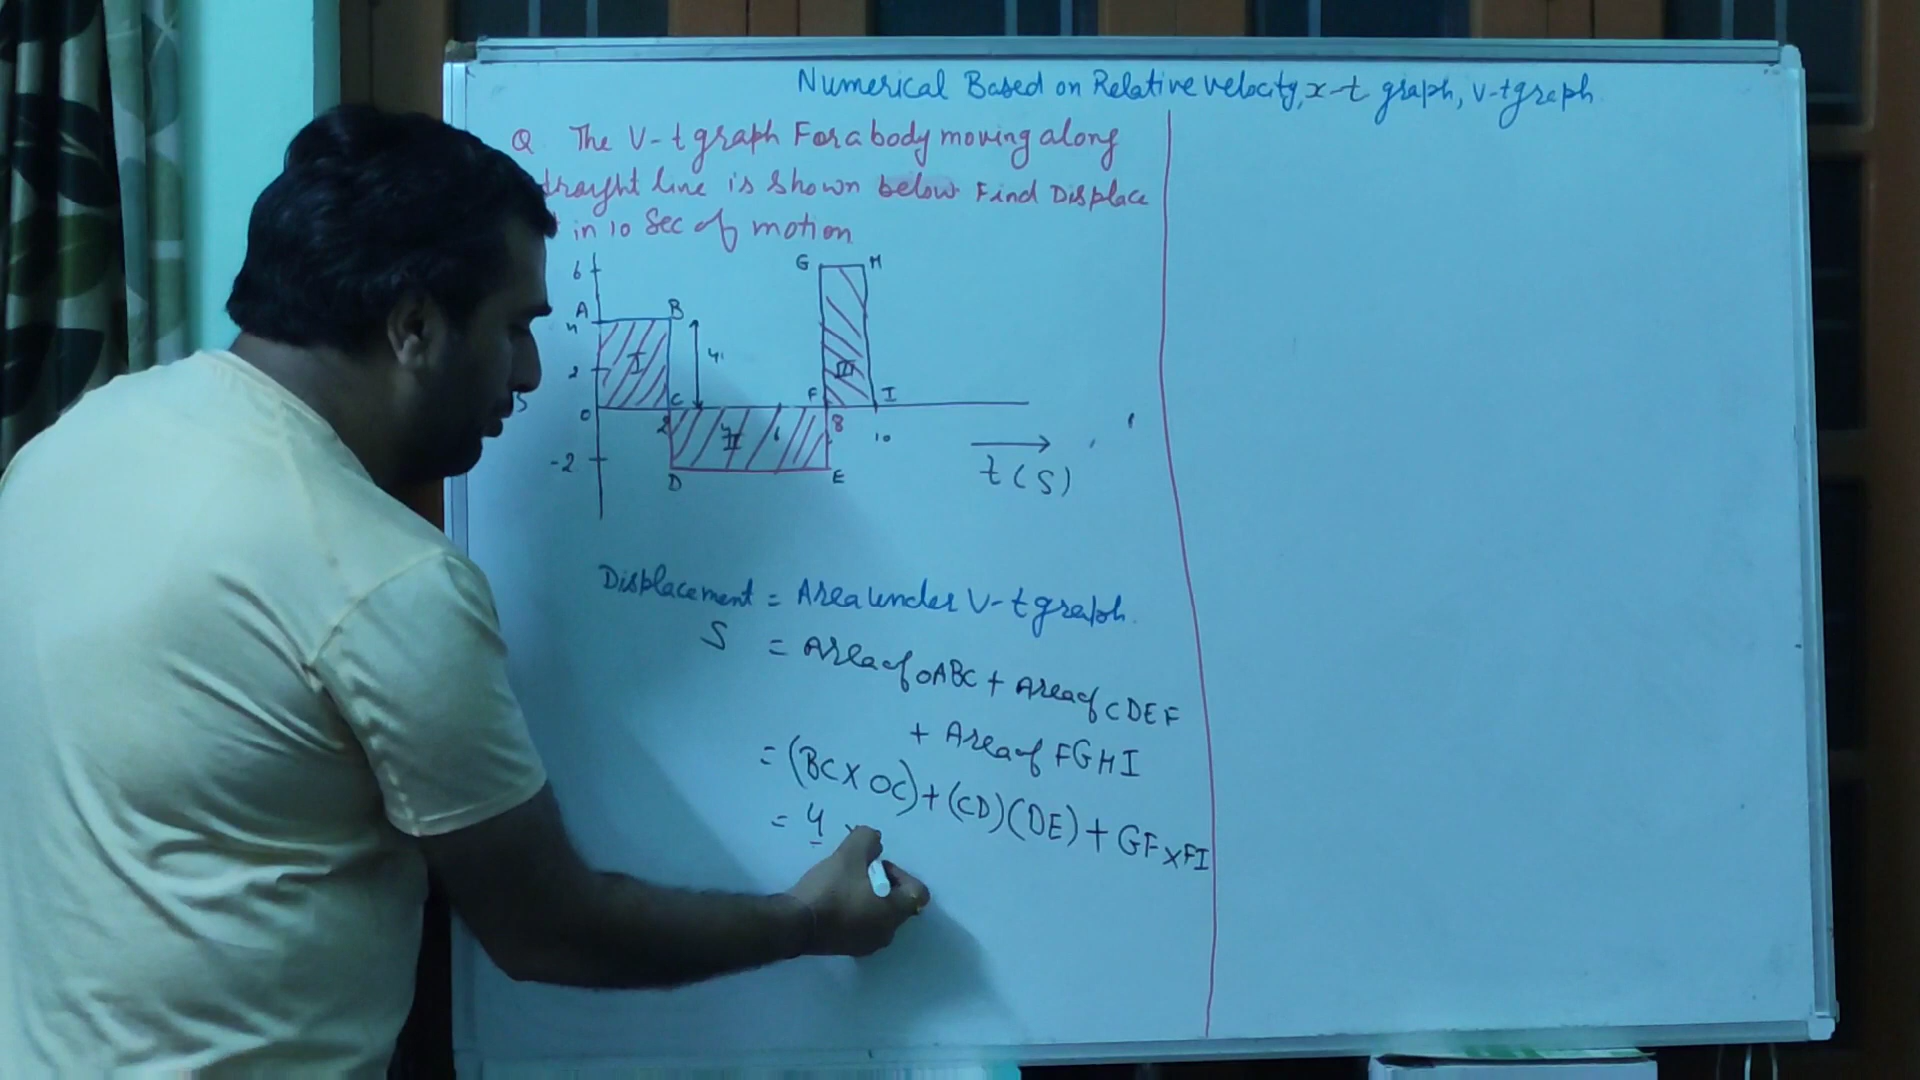 Numerical Based on Relative velocity, x-t graph, v-t graph
Q The V-t graph For a body moving along
straight line is shown below. Find Displace
in 10 Sec of motion
6
G H
A B
4
4
2 I III
C F I
0 2 8 10
II
-2
D E
t(s)
Displacement = Area under V-t graph.
S = Area of OABC + Area of CDEF
+ Area of FGHI
= (BC X OC) + (CD)(DE) + GF X FI
= 4 x